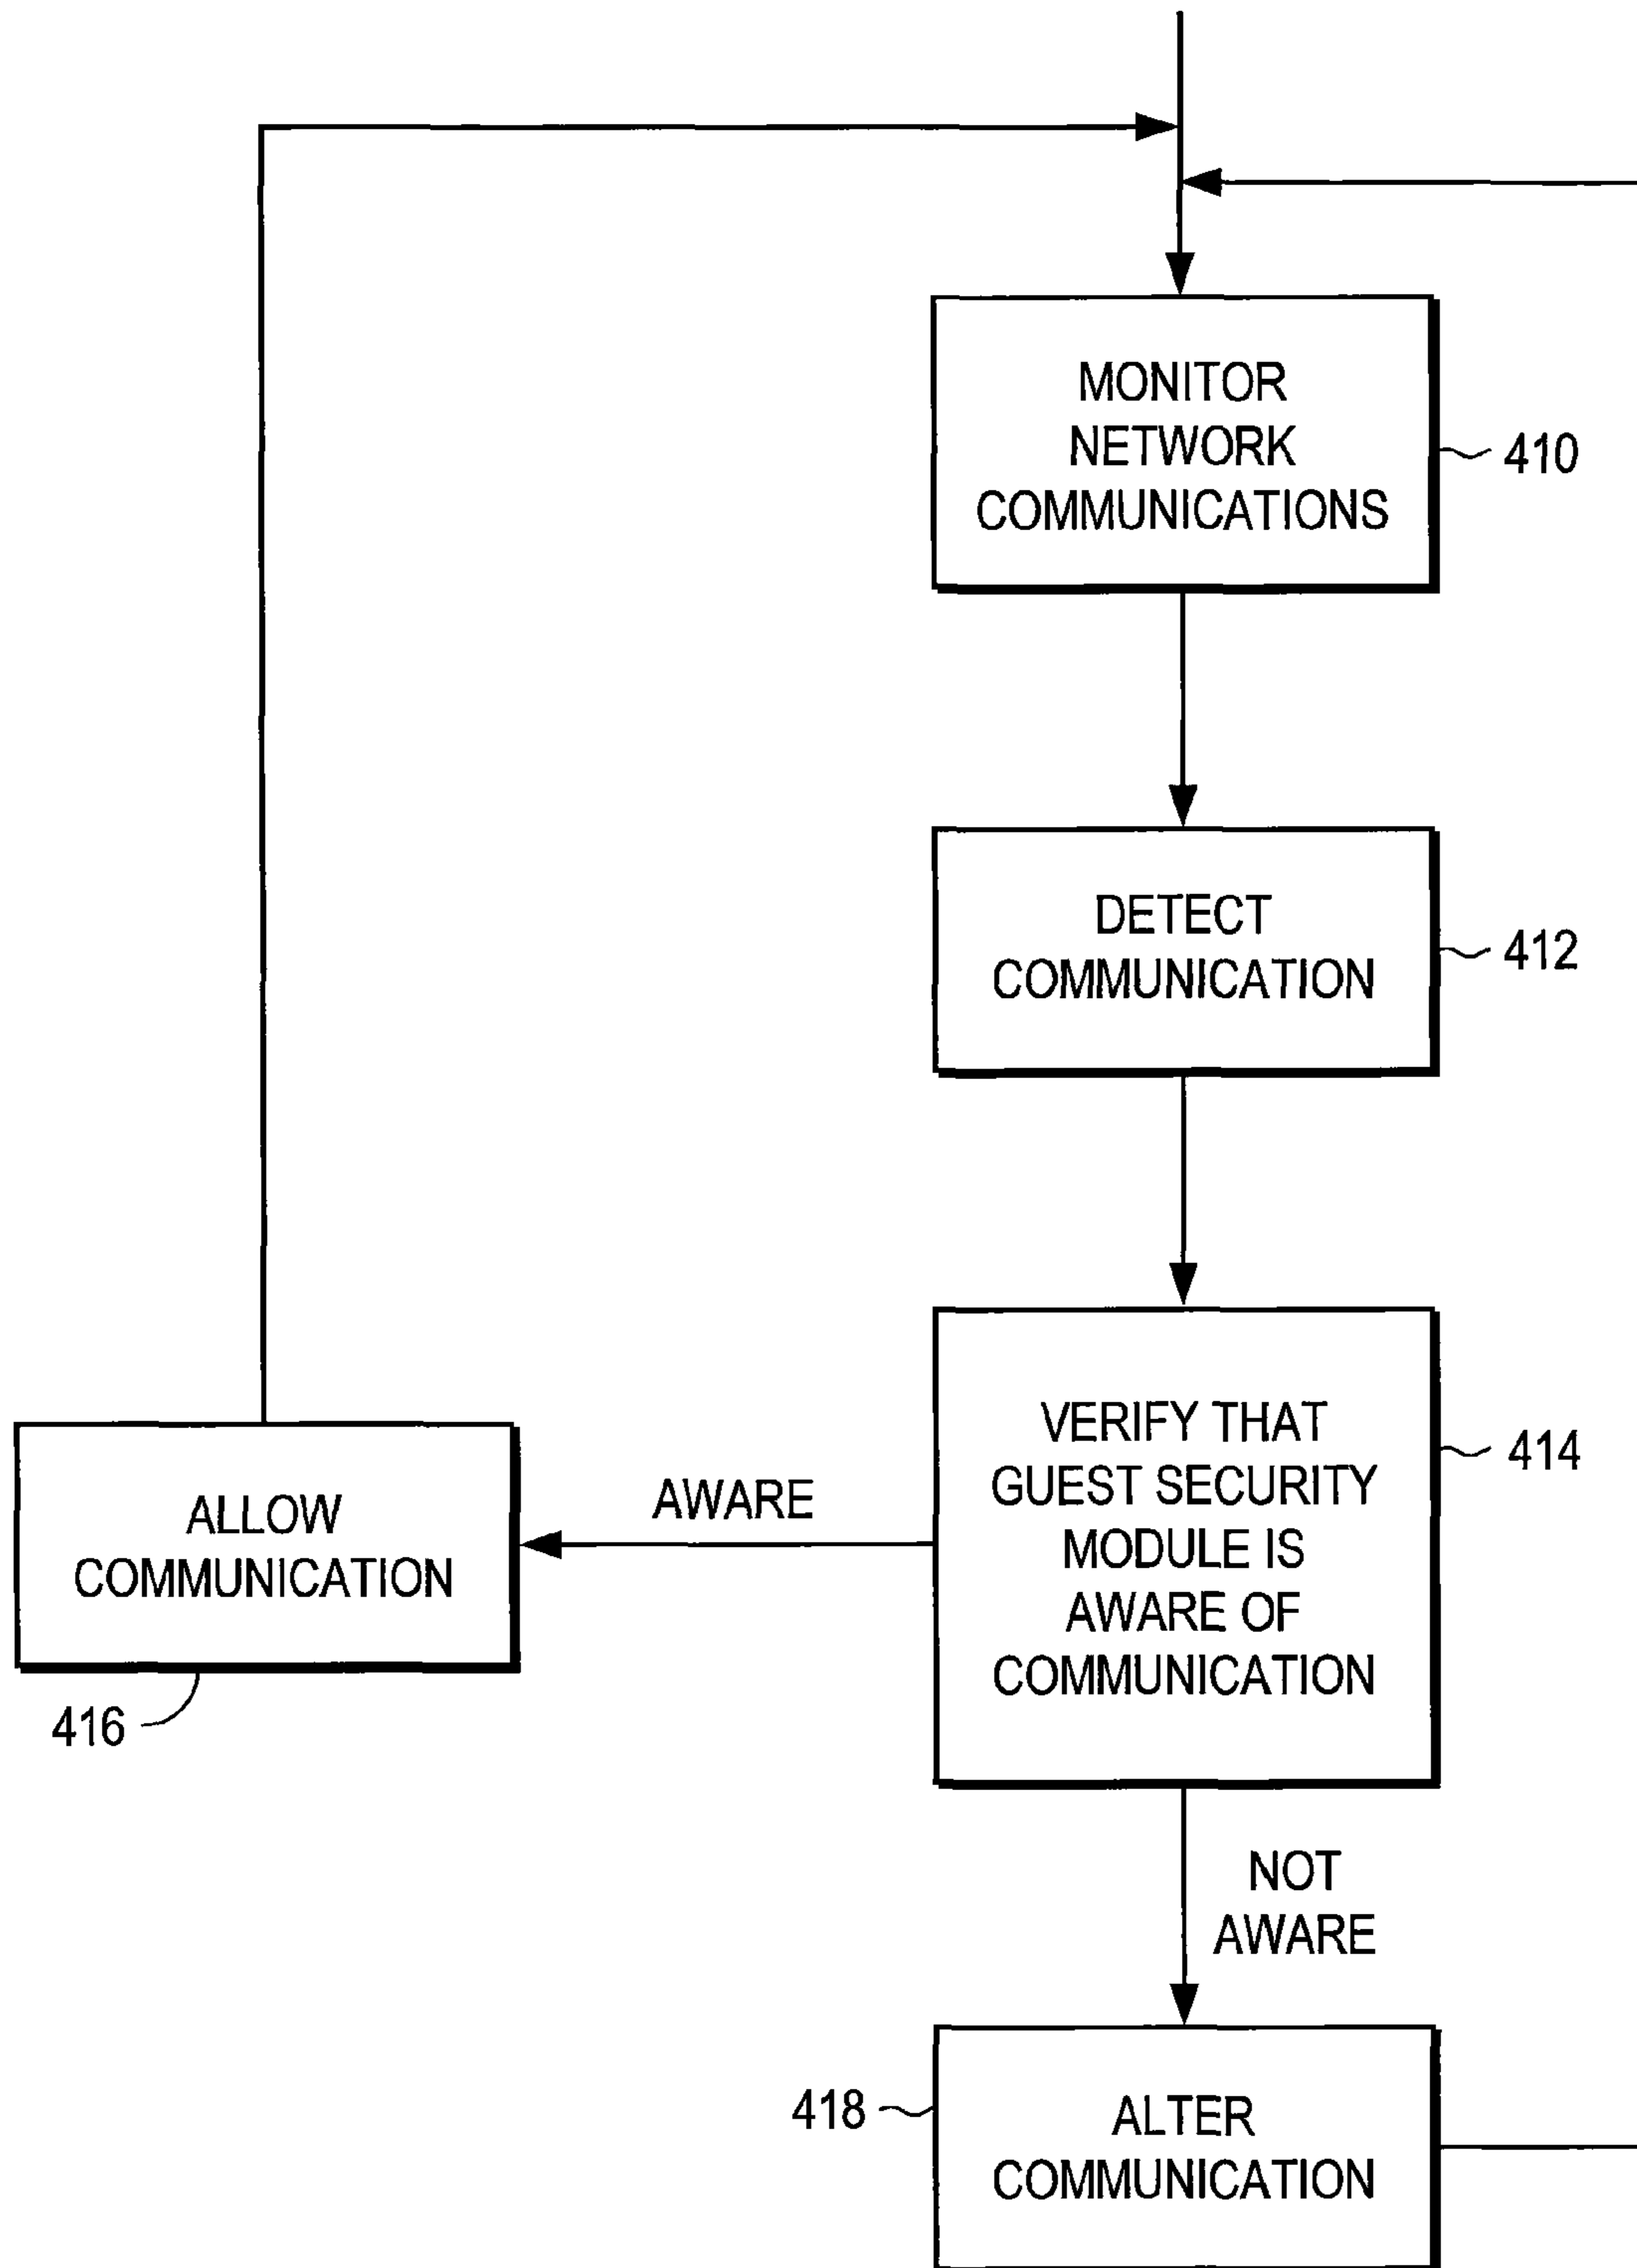 MONITOR
NETWORK
COMMUNICATIONS
410
DETECT
COMMUNICATION
412
VERIFY THAT
GUEST SECURITY
MODULE IS
AWARE OF
COMMUNICATION
414
AWARE
ALLOW
COMMUNICATION
416
NOT
AWARE
418
ALTER
COMMUNICATION